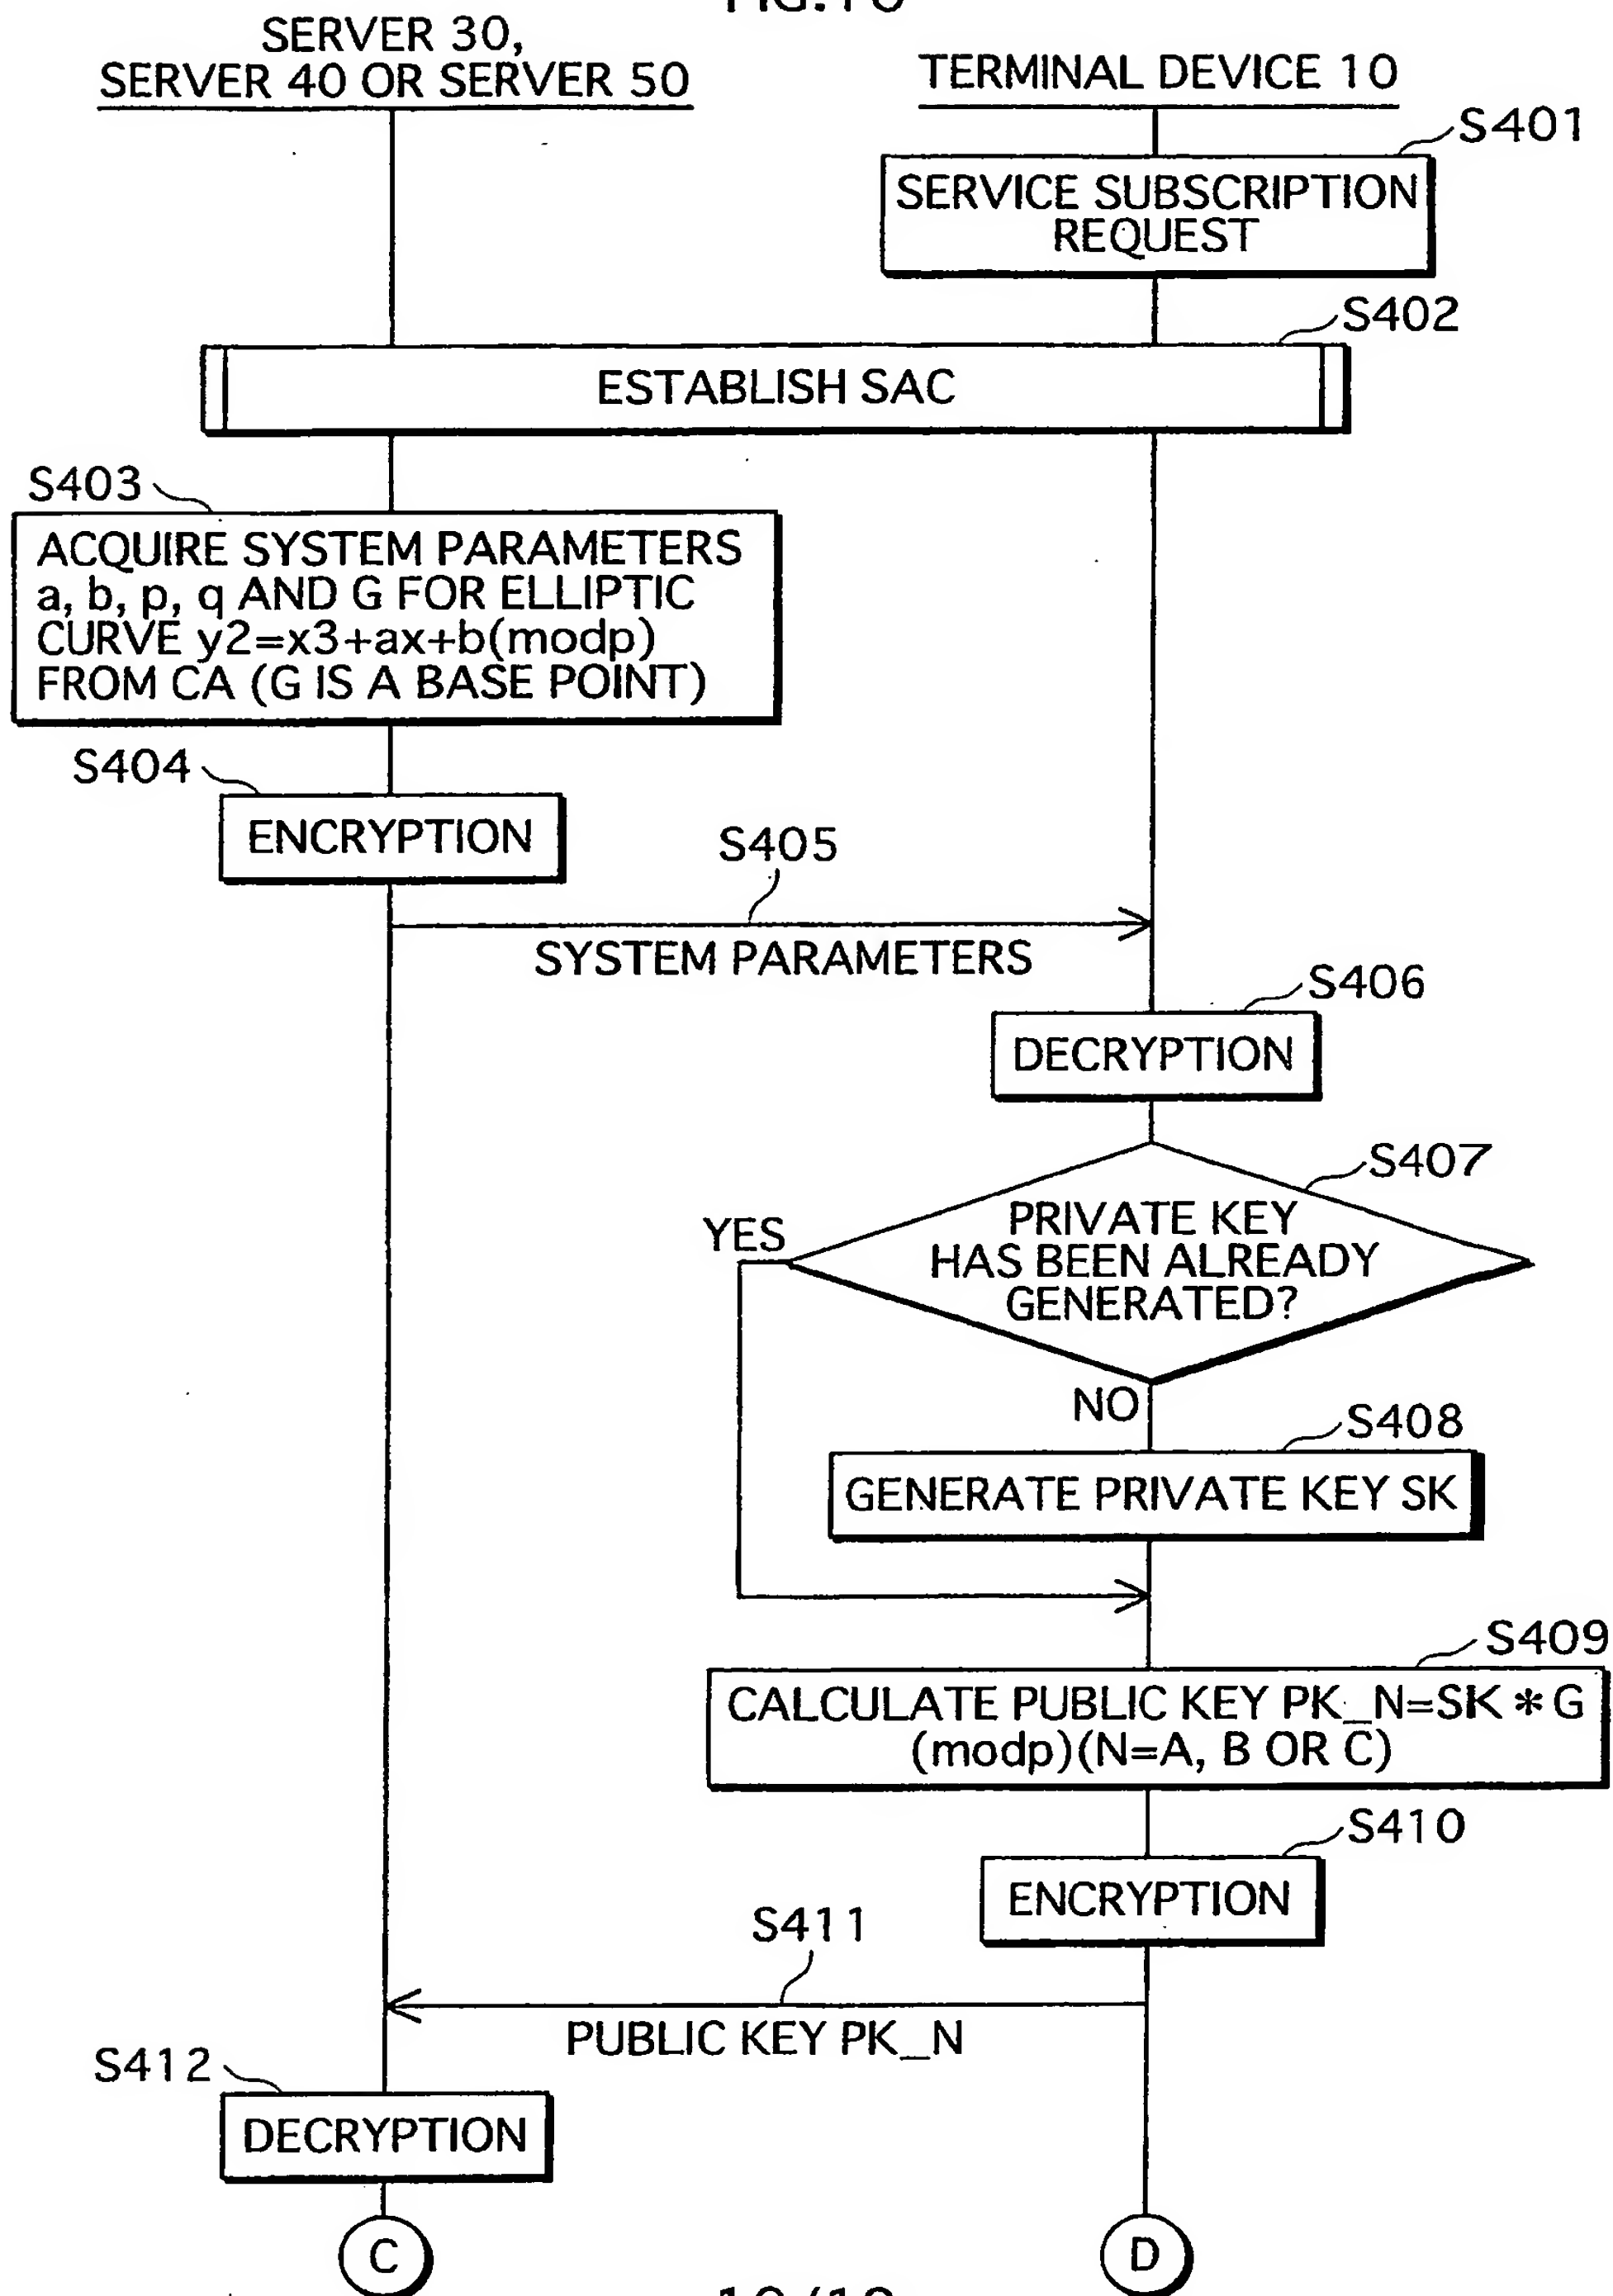 SERVER 30,
SERVER 40 OR SERVER 50
TERMINAL DEVICE 10
S401
SERVICE SUBSCRIPTION
REQUEST
S402
ESTABLISH SAC
S403
ACQUIRE SYSTEM PARAMETERS
a, b, p, q AND G FOR ELLIPTIC
CURVE y2=x3+ax+b(modp)
FROM CA (G IS A BASE POINT)
S404
ENCRYPTION
S405
SYSTEM PARAMETERS
S406
DECRYPTION
S407
PRIVATE KEY
HAS BEEN ALREADY
GENERATED?
YES
NO
S408
GENERATE PRIVATE KEY SK
S409
CALCULATE PUBLIC KEY PK_N=SK*G
(modp)(N=A, B OR C)
S410
ENCRYPTION
S411
PUBLIC KEY PK_N
S412
DECRYPTION
C
D